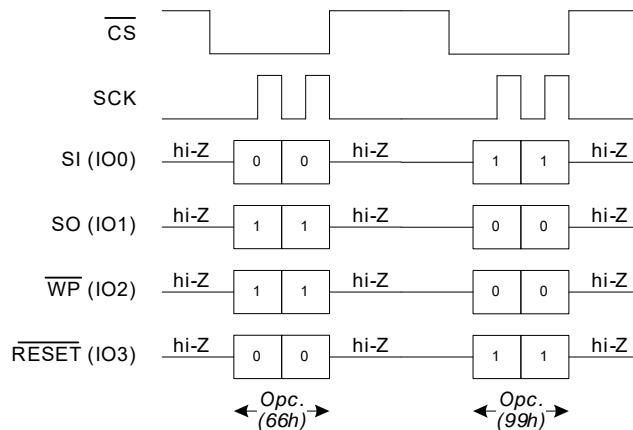 CS
SCK
SI (IO0) hi-Z 0 0 hi-Z 1 1 hi-Z
SO (IO1) hi-Z 1 1 hi-Z 0 0 hi-Z
WP (IO2) hi-Z 1 1 hi-Z 0 0 hi-Z
RESET (IO3) hi-Z 0 0 hi-Z 1 1 hi-Z
Opc. Opc.
(66h) (99h)